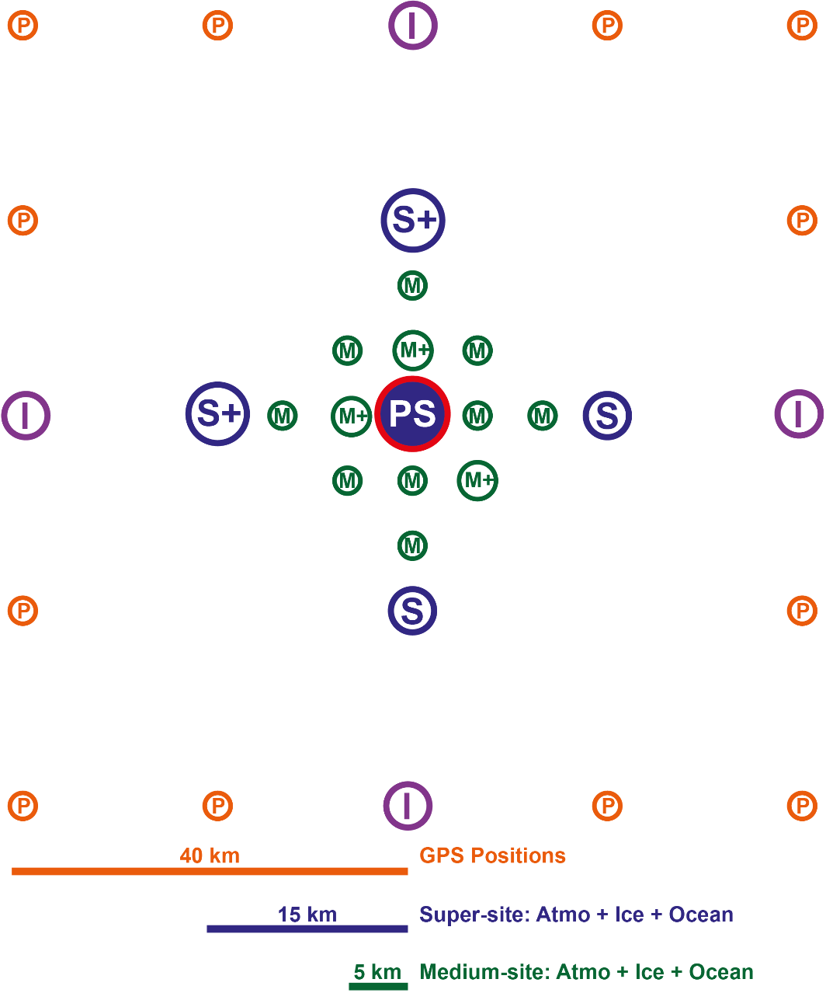 P P I P P
P S+ P
M
M M+ M
I S+ M M+ PS M M S I
M M M+
M
P S P
P P I P P
40 km GPS Positions
15 km Super-site: Atmo + Ice + Ocean
5 km Medium-site: Atmo + Ice + Ocean